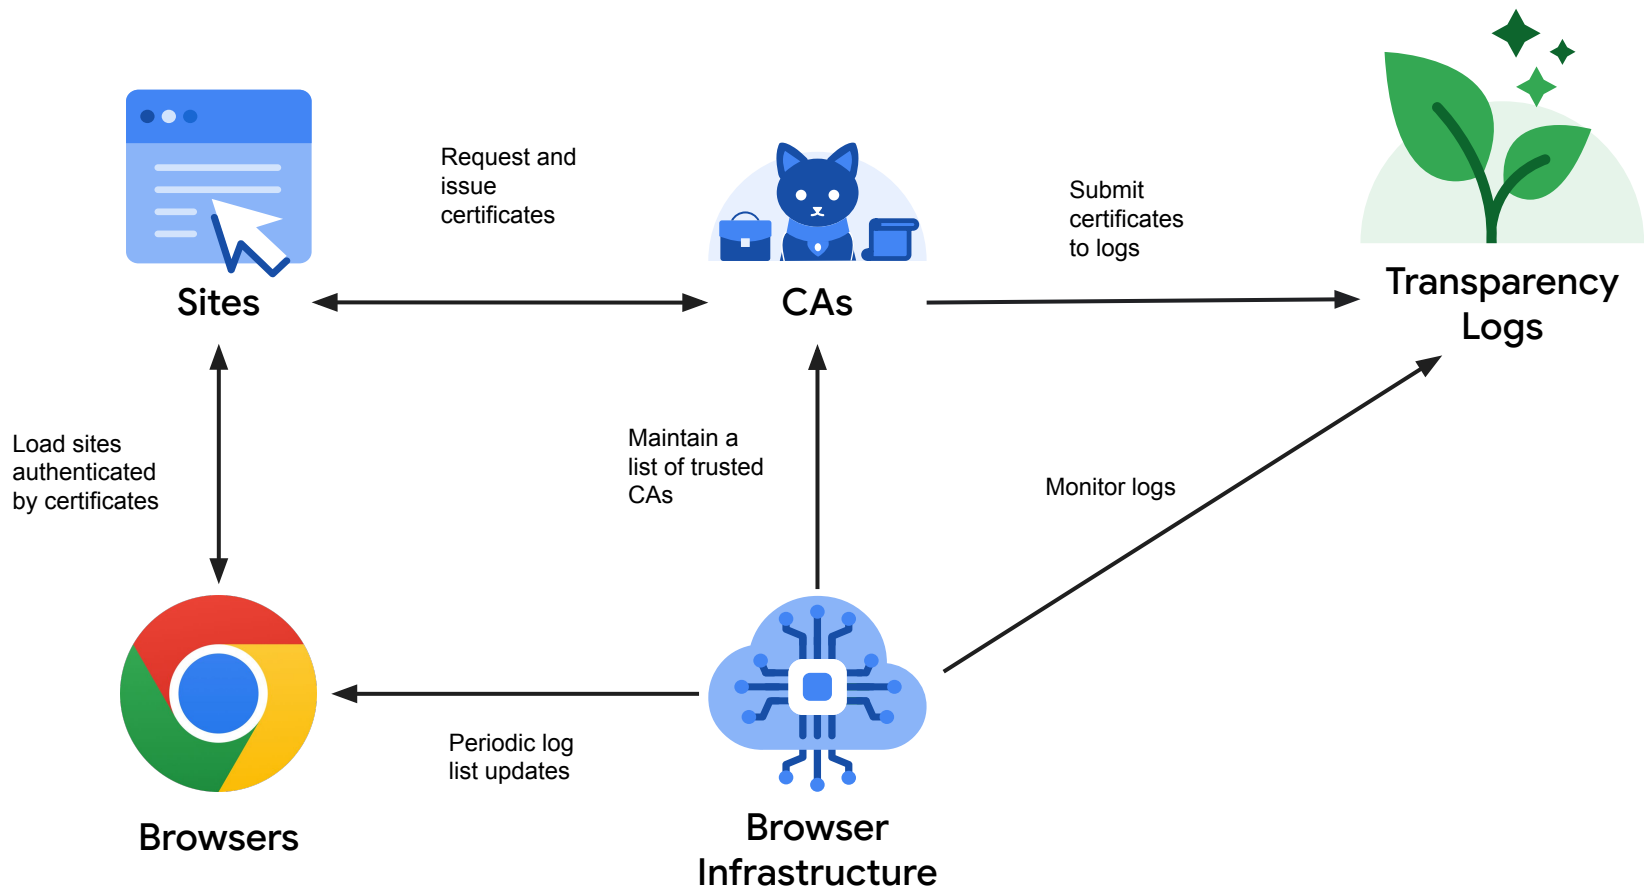 Request and
issue
certificates
Submit
certificates
to logs
Sites
CAs
Transparency
Logs
Load sites
authenticated
by certificates
Maintain a
list of trusted
CAs
Monitor logs
Periodic log
list updates
Browsers
Browser
Infrastructure